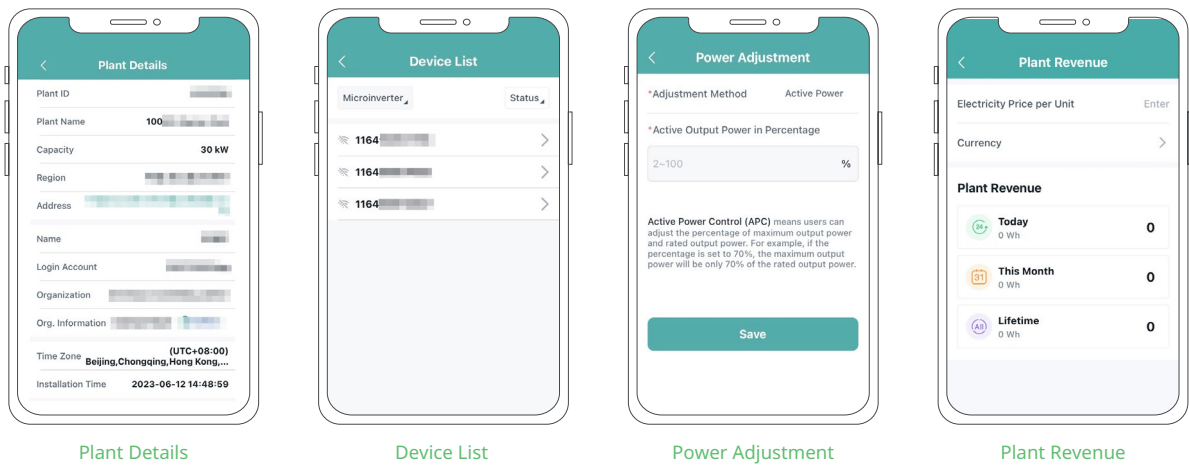 Plant Details
Plant ID
Plant Name 100
Capacity 30 kW
Region
Address
Name
Login Account
Organization
Org. Information
Time Zone (UTC+08:00)
Beijing,Chongqing,Hong Kong,...
Installation Time 2023-06-12 14:48:59
Plant Details
Device List
Microinverter Status
1164
1164
1164
Device List
Power Adjustment
*Adjustment Method Active Power
*Active Output Power in Percentage
2~100 %
Active Power Control (APC) means users can
adjust the percentage of maximum output power
and rated output power. For example, if the
percentage is set to 70%, the maximum output
power will be only 70% of the rated output power.
Save
Power Adjustment
Plant Revenue
Electricity Price per Unit Enter
Currency
Plant Revenue
24
Today
0 Wh
0
31
This Month
0 Wh
0
All
Lifetime
0 Wh
0
Plant Revenue